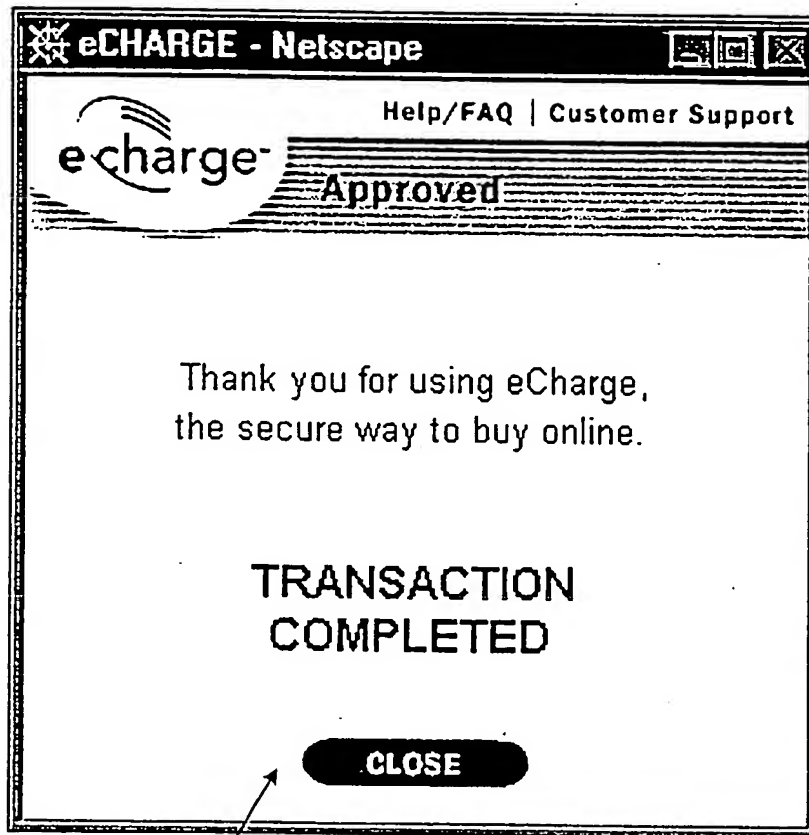 eCHARGE - Netscape
Help/FAQ | Customer Support
echarge
Approved
Thank you for using eCharge,
the secure way to buy online.
TRANSACTION
COMPLETED
CLOSE